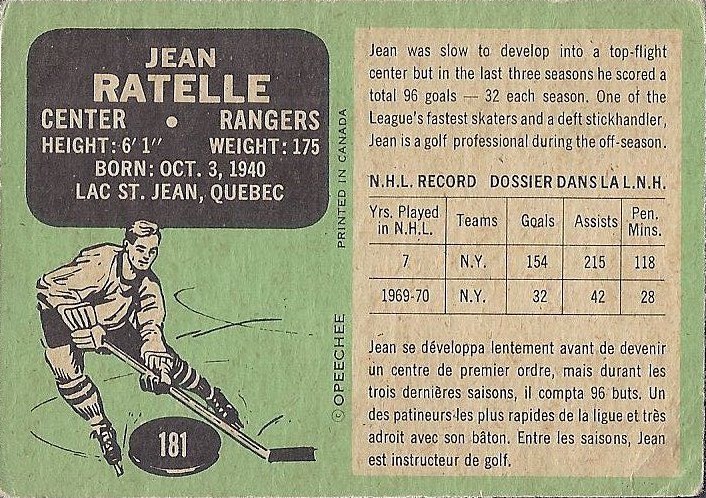 JEAN
RATELLE
CENTER • RANGERS
HEIGHT: 6' 1" WEIGHT: 175
BORN: OCT. 3, 1940
LAC ST. JEAN, QUEBEC
181
©OPEECHEE PRINTED IN CANADA
Jean was slow to develop into a top-flight
center but in the last three seasons he scored a
total 96 goals — 32 each season. One of the
League's fastest skaters and a deft stickhandler,
Jean is a golf professional during the off-season.
N.H.L. RECORD DOSSIER DANS LA L.N.H.
Yrs. Played in N.H.L. Teams Goals Assists Pen. Mins.
7 N.Y. 154 215 118
1969-70 N.Y. 32 42 28
Jean se développa lentement avant de devenir
un centre de premier ordre, mais durant les
trois dernières saisons, il compta 96 buts. Un
des patineurs les plus rapides de la ligue et très
adroit avec son bâton. Entre les saisons, Jean
est instructeur de golf.